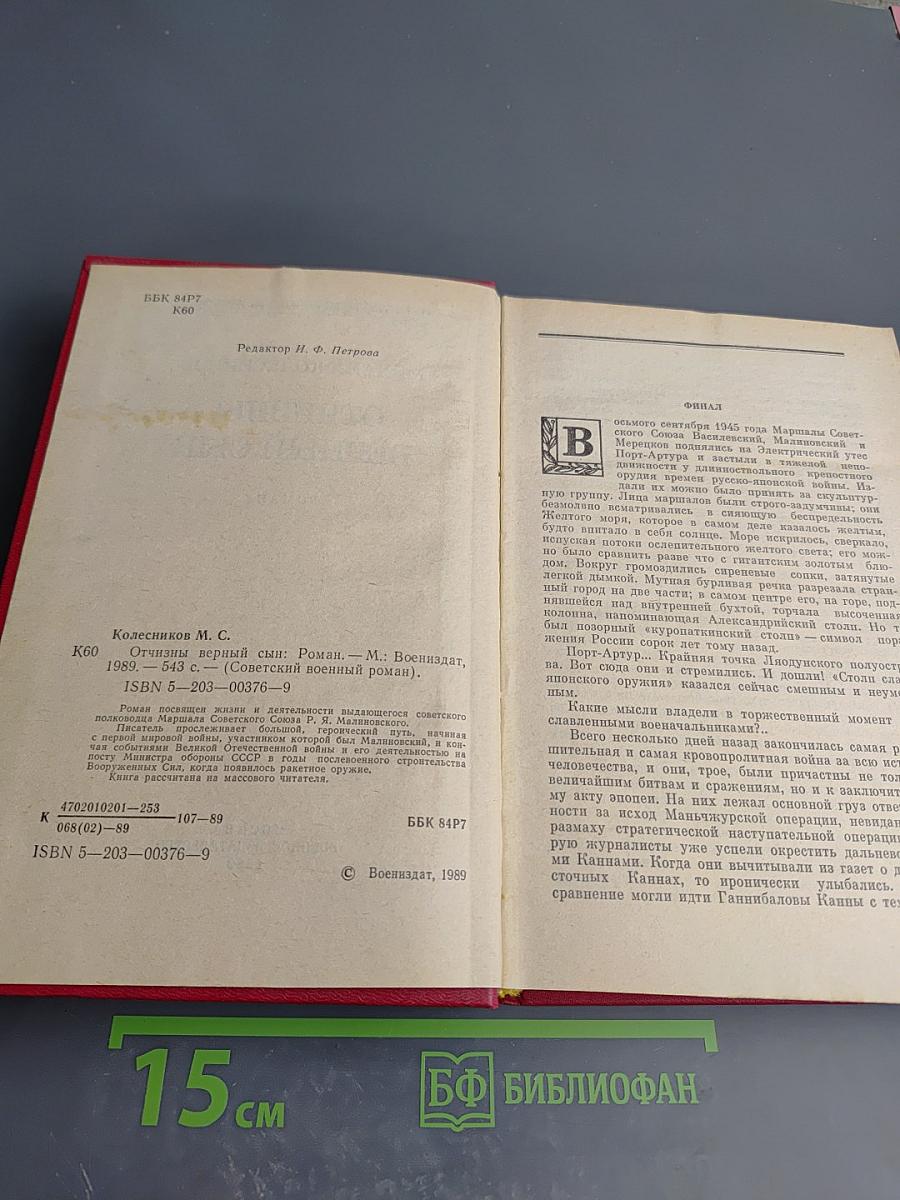 ББК 84Р7
К60
Редактор И. Ф. Петрова
Колесников М. С.
К60 Отчизны верный сын: Роман. — М.: Воениздат,
1989. — 543 с. — (Советский военный роман).
ISBN 5—203—00376—9
Роман посвящен жизни и деятельности выдающегося советского
полководца Маршала Советского Союза Р. Я. Малиновского.
Писатель прослеживает большой, героический путь, начиная
с первой мировой войны, участником которой был Малиновский, и кон-
чая событиями Великой Отечественной войны и его деятельностью на
посту Министра обороны СССР в годы послевоенного строительства
Вооруженных Сил, когда появилось ракетное оружие.
Книга рассчитана на массового читателя.
К 4702010201—253
068(02)—89
107—89
ББК 84Р7
ISBN 5—203—00376—9
© Воениздат, 1989
ФИНАЛ
Восьмого сентября 1945 года Маршалы Совет-
ского Союза Василевский, Малиновский и
Мерецков поднялись на Электрический утес
Порт-Артура и застыли в тяжелой непо-
движности у длинноствольного крепостного
орудия времен русско-японской войны. Из-
дали их можно было принять за скульптур-
ную группу. Лица маршалов были строго-задумчивы; они
безмолвно всматривались в сияющую беспредельность
Желтого моря, которое в самом деле казалось желтым,
будто впитало в себя солнце. Море искрилось, сверкало,
испуская потоки ослепительного желтого света; его мож-
но было сравнить разве что с гигантским золотым блю-
дом. Вокруг громоздились сиреневые сопки, затянутые
легкой дымкой. Мутная бурливая речка разрезала стран-
ный город на две части; в самом центре его, на горе, под-
нявшейся над внутренней бухтой, торчала высоченная
колонна, напоминающая Александрийский столп. Но т
был позорный «куропаткинский столп» — символ пора
жения России сорок лет тому назад.
Порт-Артур... Крайняя точка Ляодунского полуостр
ва. Вот сюда они и стремились. И дошли! «Столп сла
японского оружия» казался сейчас смешным и неуме
ным.
Какие мысли владели в торжественный момент
славленными военачальниками?..
Всего несколько дней назад закончилась самая р
шительная и самая кровопролитная война за всю ист
человечества, и они, трое, были причастны не тол
величайшим битвам и сражениям, но и к заключит
му акту эпопеи. На них лежал основной груз ответ
ности за исход Маньчжурской операции, невидан
размаху стратегической наступательной операци
рую журналисты уже успели окрестить дальнево
ми Каннами. Когда они вычитывали из газет о д
сточных Каннах, то иронически улыбались.
сравнение могли идти Ганнибаловы Канны с тех
15 см
БФ БИБЛИОФАН